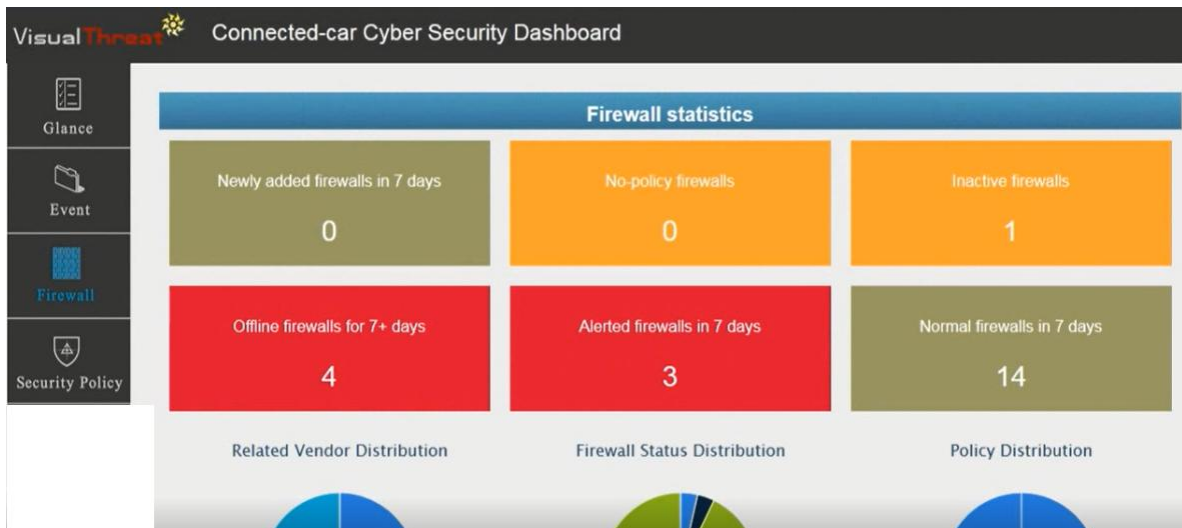 VisualThreat
Connected-car Cyber Security Dashboard
Glance
Event
Firewall
Security Policy
Firewall statistics
Newly added firewalls in 7 days
0
No-policy firewalls
0
Inactive firewalls
1
Offline firewalls for 7+ days
4
Alerted firewalls in 7 days
3
Normal firewalls in 7 days
14
Related Vendor Distribution
Firewall Status Distribution
Policy Distribution